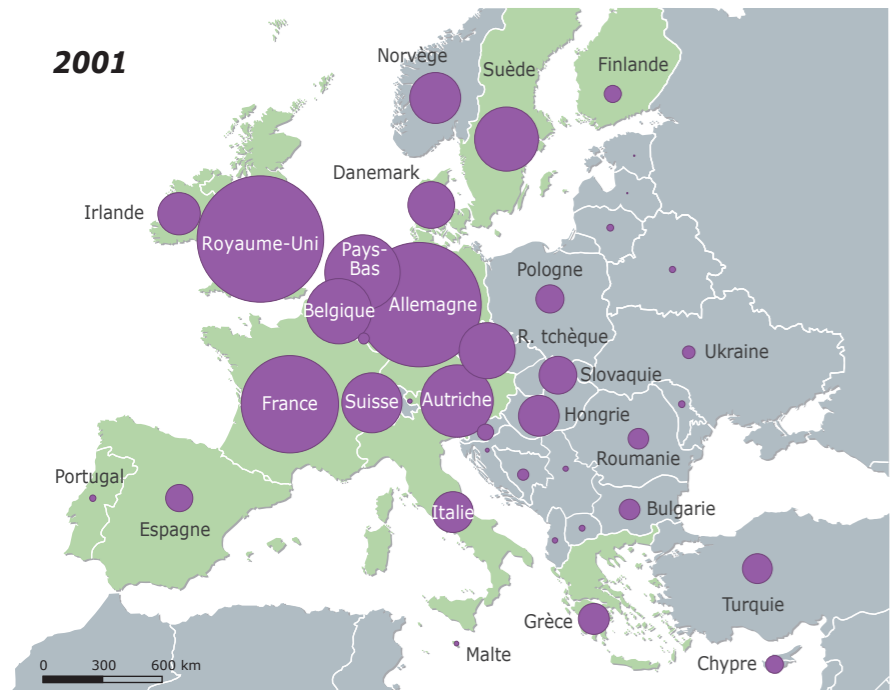 2001
Norvège
Suède
Finlande
Danemark
Irlande
Royaume-Uni
Pays-
Bas
Allemagne
Belgique
Pologne
R. tchèque
Ukraine
Slovaquie
France
Suisse
Autriche
Hongrie
Roumanie
Portugal
Espagne
Italie
Bulgarie
Turquie
Grèce
Malte
Chypre
0 300 600 km